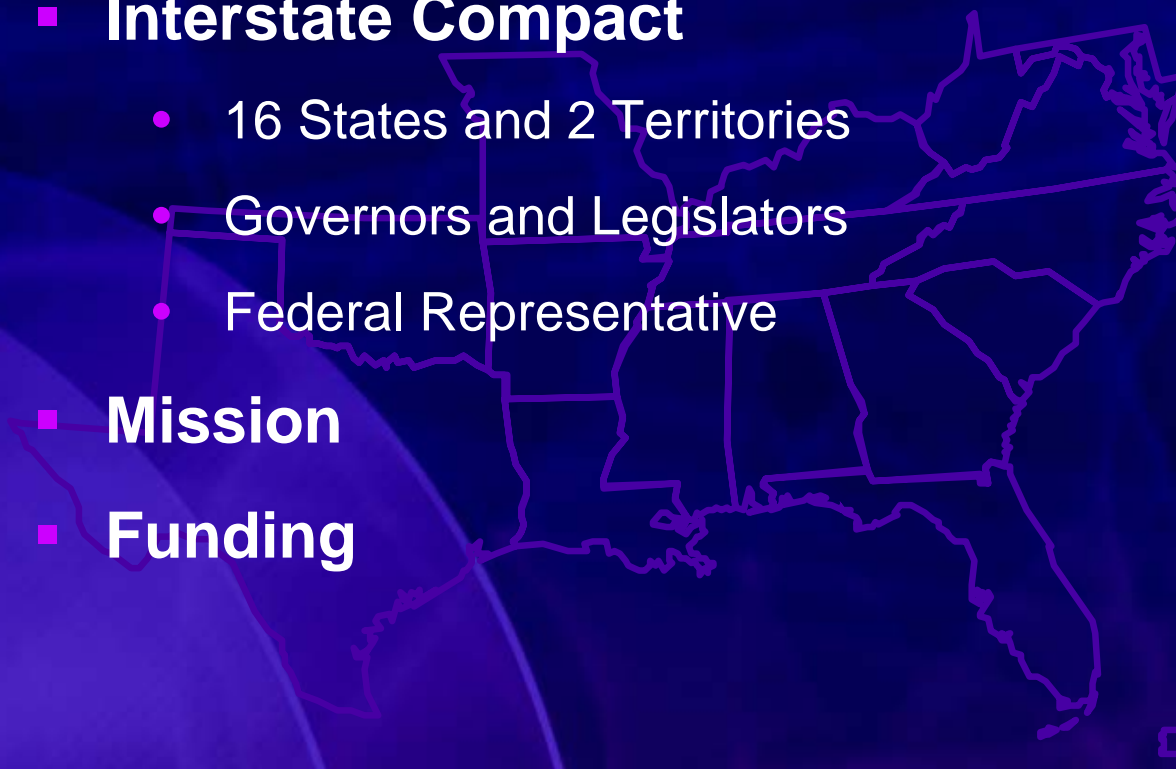 Interstate Compact
16 States and 2 Territories
Governors and Legislators
Federal Representative
Mission
Funding